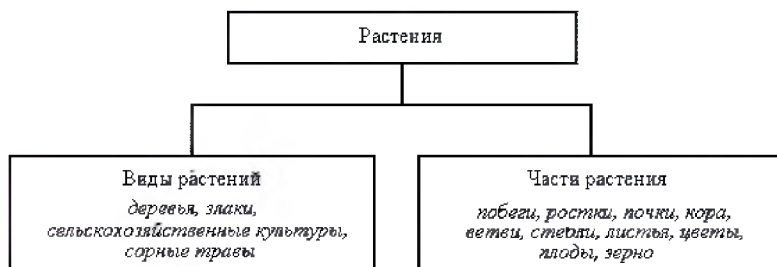 Растения
Виды растений
деревья, злаки,
сельскохозяйственные культуры,
сорные травы
Части растения
побеги, ростки, почки, кора,
ветви, стебли, листья, цветы,
плоды, зерно